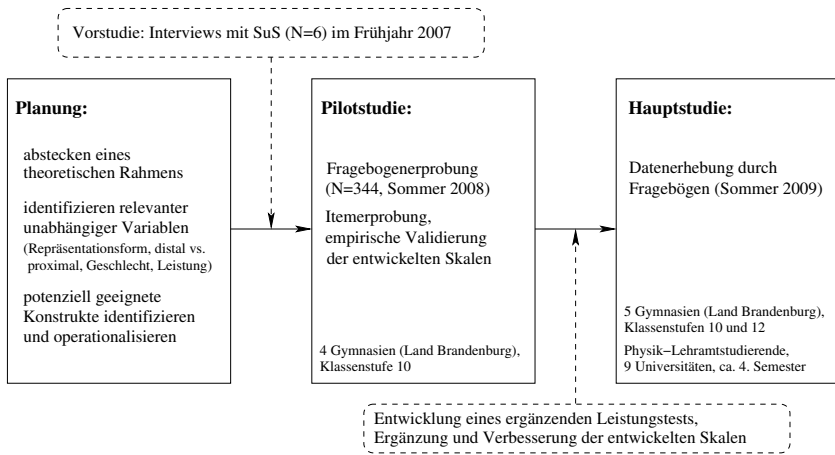 Vorstudie: Interviews mit SuS (N=6) im Frühjahr 2007
Planung:
abstecken eines
theoretischen Rahmens
identifizieren relevanter
unabhängiger Variablen
(Repräsentationsform, distal vs.
proximal, Geschlecht, Leistung)
potenziell geeignete
Konstrukte identifizieren
und operationalisieren
Pilotstudie:
Fragebogenerprobung
(N=344, Sommer 2008)
Itemerprobung,
empirische Validierung
der entwickelten Skalen
4 Gymnasien (Land Brandenburg),
Klassenstufe 10
Hauptstudie:
Datenerhebung durch
Fragebögen (Sommer 2009)
5 Gymnasien (Land Brandenburg),
Klassenstufen 10 und 12
Physik−Lehramtstudierende,
9 Universitäten, ca. 4. Semester
Entwicklung eines ergänzenden Leistungstests,
Ergänzung und Verbesserung der entwickelten Skalen